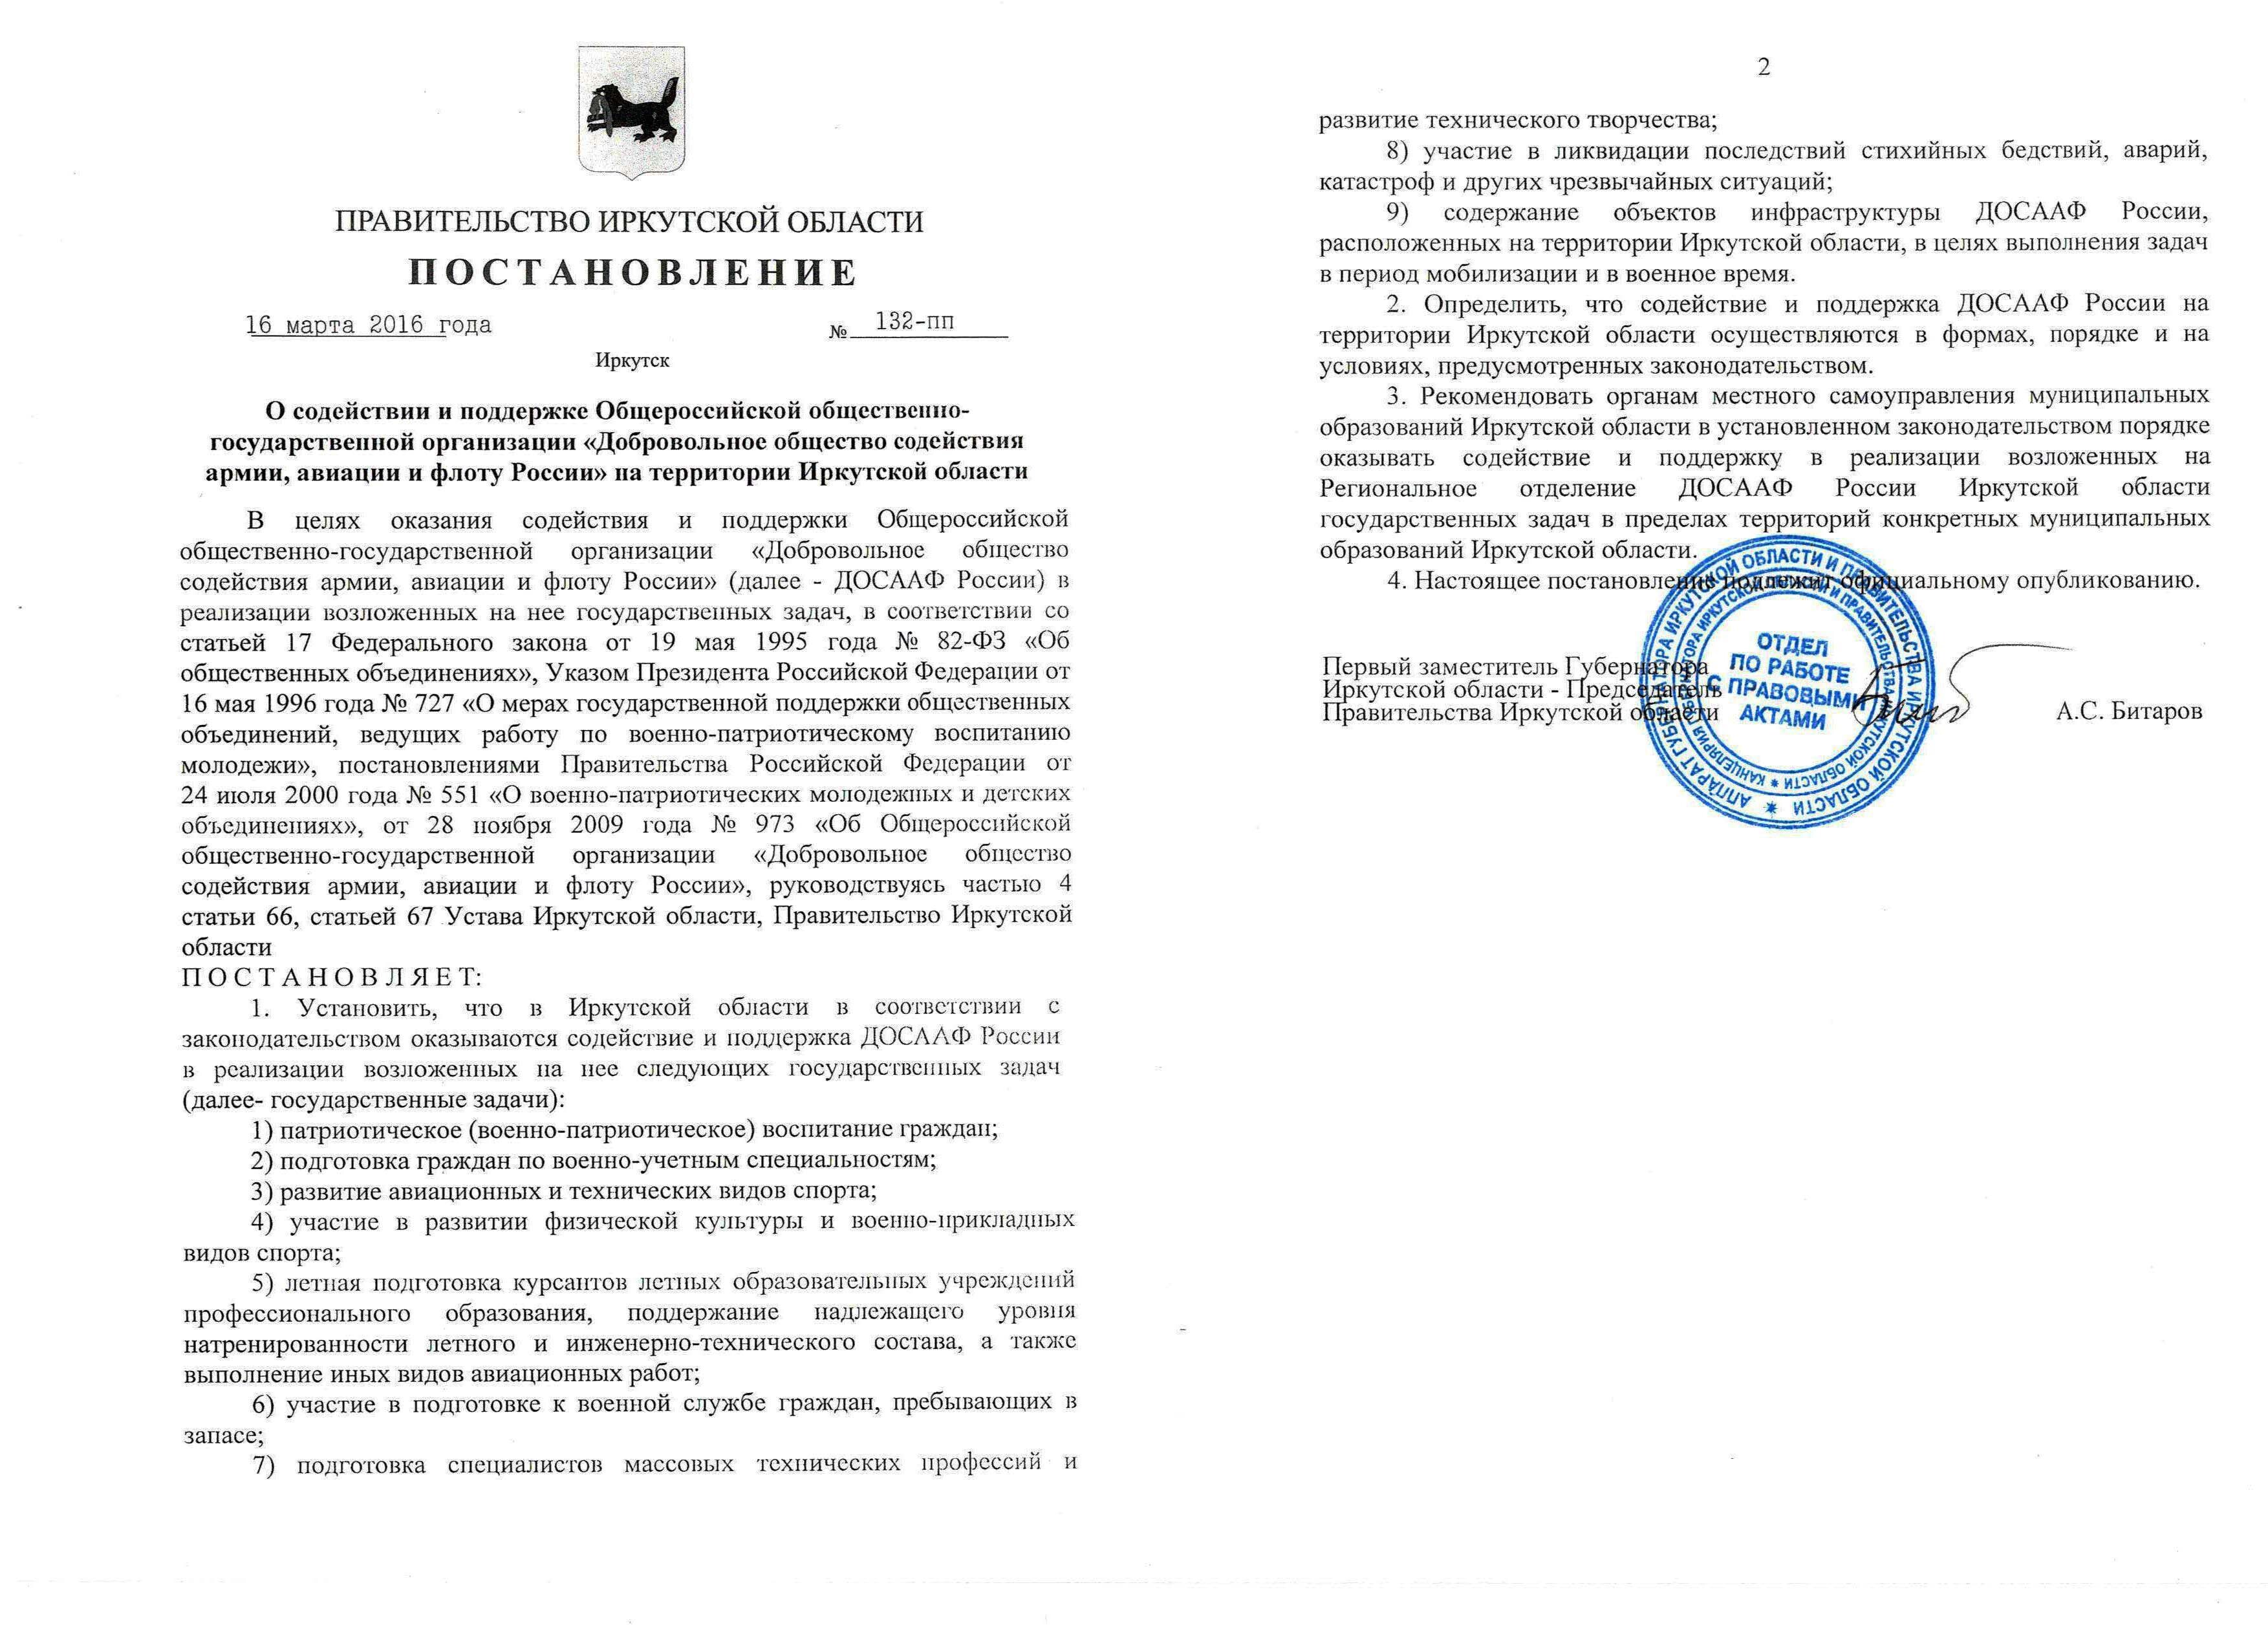 ПРАВИТЕЛЬСТВО ИРКУТСКОЙ ОБЛАСТИ
ПОСТАНОВЛЕНИЕ
16 марта 2016 года № 132-пп
Иркутск
О содействии и поддержке Общероссийской общественно-
государственной организации «Добровольное общество содействия
армии, авиации и флоту России» на территории Иркутской области
В целях оказания содействия и поддержки Общероссийской
общественно-государственной организации «Добровольное общество
содействия армии, авиации и флоту России» (далее - ДОСААФ России) в
реализации возложенных на нее государственных задач, в соответствии со
статьей 17 Федерального закона от 19 мая 1995 года № 82-ФЗ «Об
общественных объединениях», Указом Президента Российской Федерации от
16 мая 1996 года № 727 «О мерах государственной поддержки общественных
объединений, ведущих работу по военно-патриотическому воспитанию
молодежи», постановлениями Правительства Российской Федерации от
24 июля 2000 года № 551 «О военно-патриотических молодежных и детских
объединениях», от 28 ноября 2009 года № 973 «Об Общероссийской
общественно-государственной организации «Добровольное общество
содействия армии, авиации и флоту России», руководствуясь частью 4
статьи 66, статьей 67 Устава Иркутской области, Правительство Иркутской
области
П О С Т А Н О В Л Я Е Т:
1. Установить, что в Иркутской области в соответствии с
законодательством оказываются содействие и поддержка ДОСААФ России
в реализации возложенных на нее следующих государственных задач
(далее- государственные задачи):
1) патриотическое (военно-патриотическое) воспитание граждан;
2) подготовка граждан по военно-учетным специальностям;
3) развитие авиационных и технических видов спорта;
4) участие в развитии физической культуры и военно-прикладных
видов спорта;
5) летная подготовка курсантов летных образовательных учреждений
профессионального образования, поддержание надлежащего уровня
натренированности летного и инженерно-технического состава, а также
выполнение иных видов авиационных работ;
6) участие в подготовке к военной службе граждан, пребывающих в
запасе;
7) подготовка специалистов массовых технических профессий и
2
развитие технического творчества;
8) участие в ликвидации последствий стихийных бедствий, аварий,
катастроф и других чрезвычайных ситуаций;
9) содержание объектов инфраструктуры ДОСААФ России,
расположенных на территории Иркутской области, в целях выполнения задач
в период мобилизации и в военное время.
2. Определить, что содействие и поддержка ДОСААФ России на
территории Иркутской области осуществляются в формах, порядке и на
условиях, предусмотренных законодательством.
3. Рекомендовать органам местного самоуправления муниципальных
образований Иркутской области в установленном законодательством порядке
оказывать содействие и поддержку в реализации возложенных на
Региональное отделение ДОСААФ России Иркутской области
государственных задач в пределах территорий конкретных муниципальных
образований Иркутской области.
4. Настоящее постановление подлежит официальному опубликованию.
Первый заместитель Губернатора
Иркутской области - Председатель
Правительства Иркутской области А.С. Битаров
АППАРАТ ГУБЕРНАТОРА ИРКУТСКОЙ ОБЛАСТИ И ПРАВИТЕЛЬСТВА ИРКУТСКОЙ ОБЛАСТИ
КАНЦЕЛЯРИЯ ГУБЕРНАТОРА ИРКУТСКОЙ ОБЛАСТИ И ПРАВИТЕЛЬСТВА ИРКУТСКОЙ ОБЛАСТИ
ОТДЕЛ
ПО РАБОТЕ
С ПРАВОВЫМИ
АКТАМИ